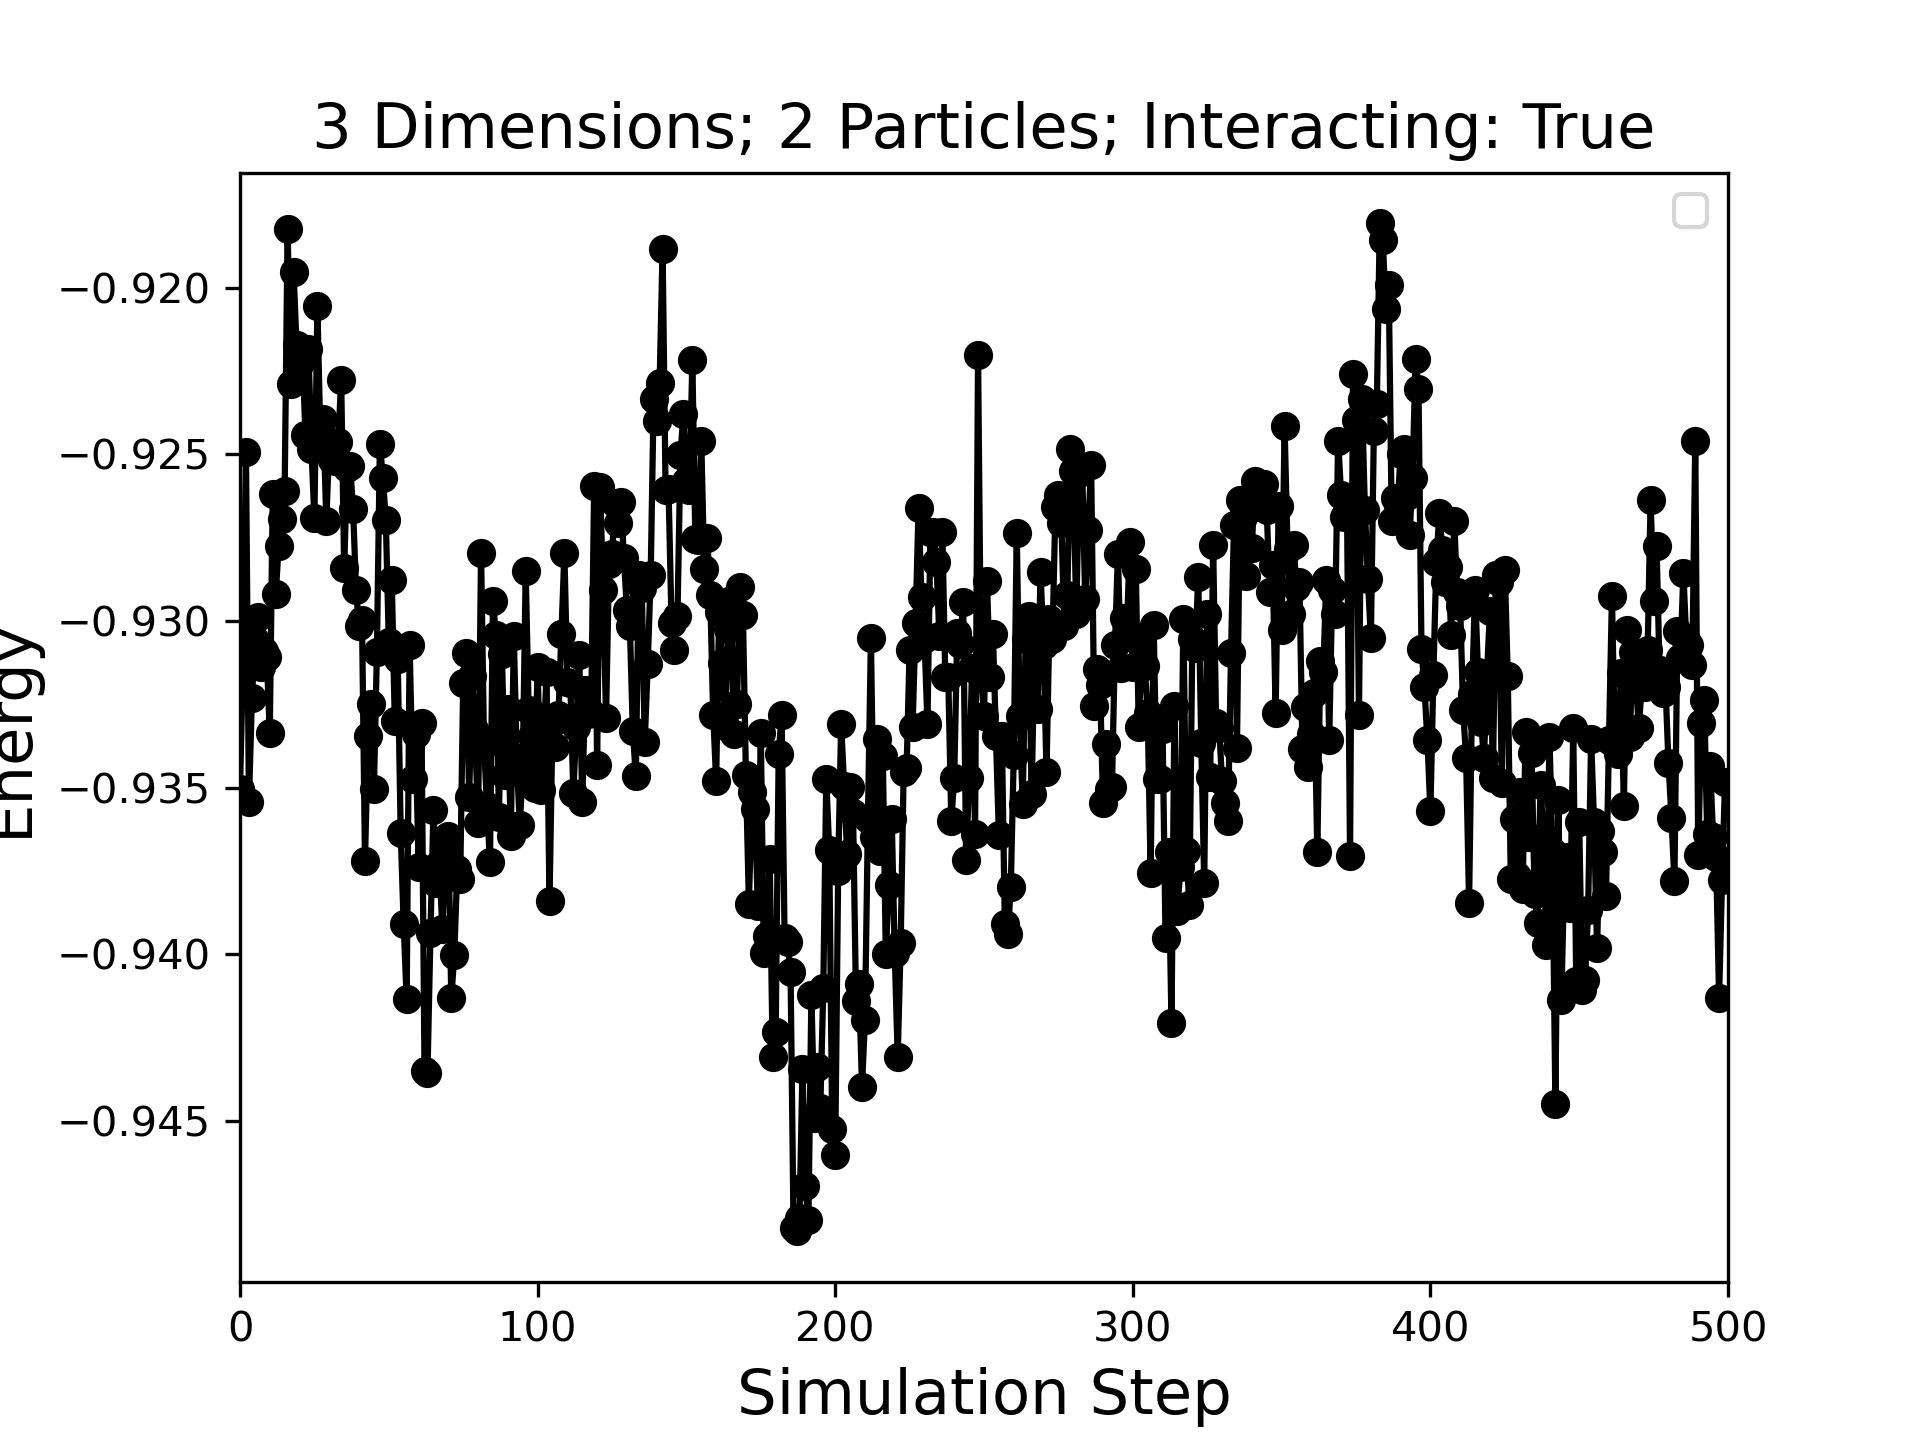 3 Dimensions; 2 Particles; Interacting: True
−0.920
−0.925
−0.930
−0.935
−0.940
−0.945
Energy
0 100 200 300 400 500
Simulation Step